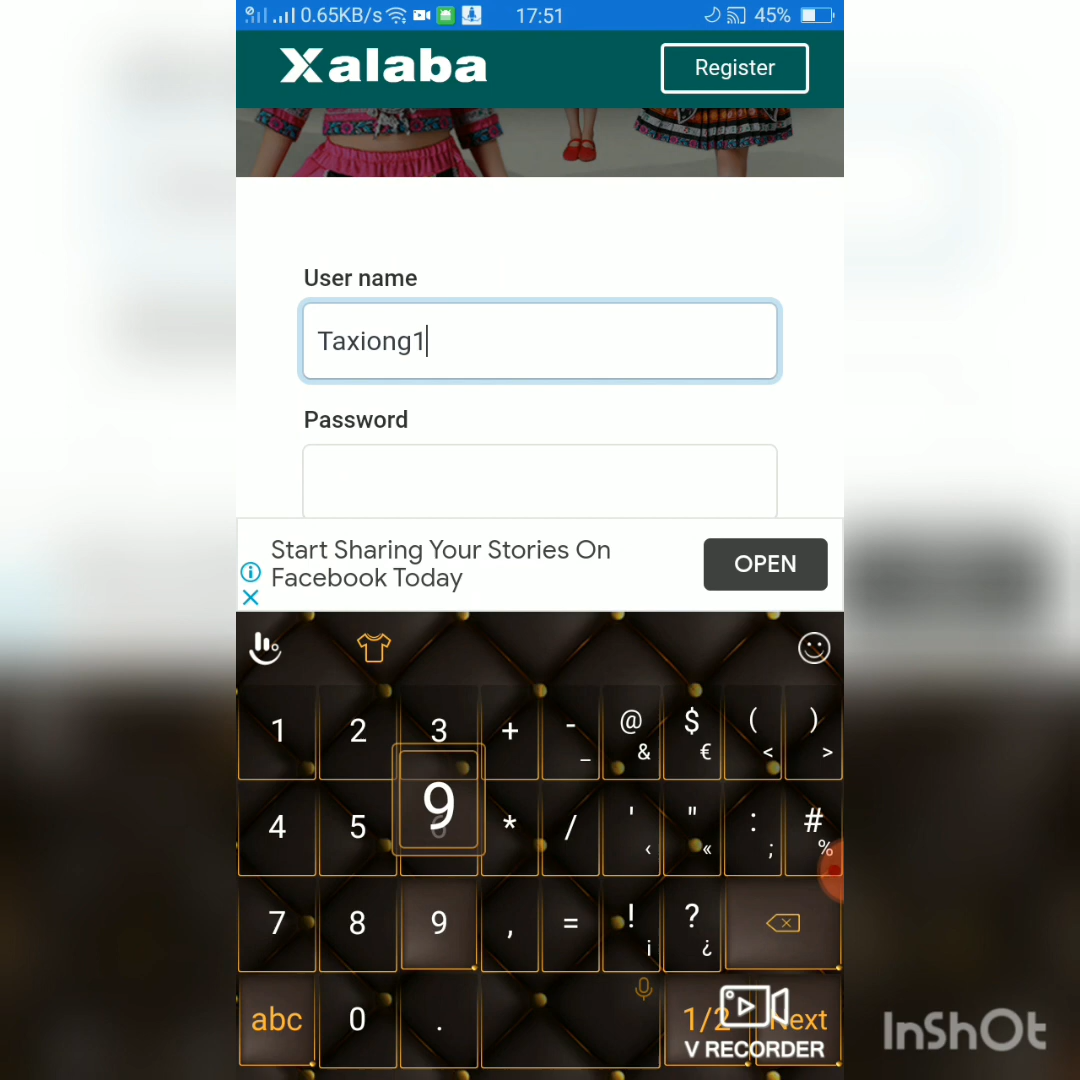 0.65KB/s 17:51 45%
Xalaba Register
User name
Taxiong1
Password
Start Sharing Your Stories On
Facebook Today
OPEN
1 2 3 + - _ @ & $ € ( < ) >
9
4 5 * / ' ‹ " « : ; # %
7 8 9 , = ! ¡ ? ¿
abc 0 . 1/2 Next
V RECORDER
InShOt